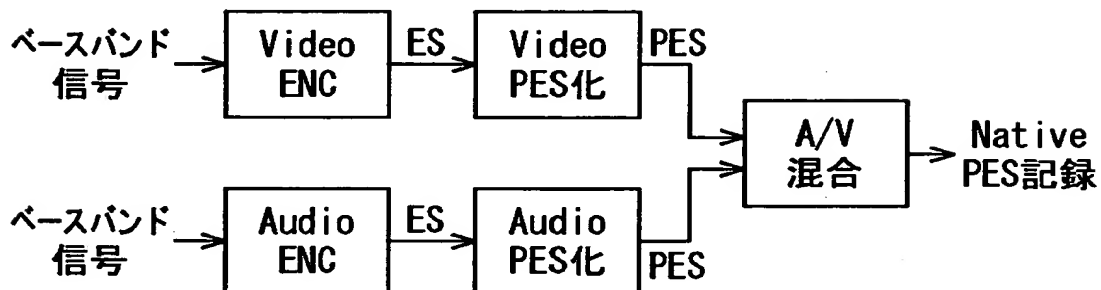 ベースバンド
信号
Video
ENC
ES
Video
PES化
PES
A/V
混合
Native
PES記録
ベースバンド
信号
Audio
ENC
ES
Audio
PES化
PES